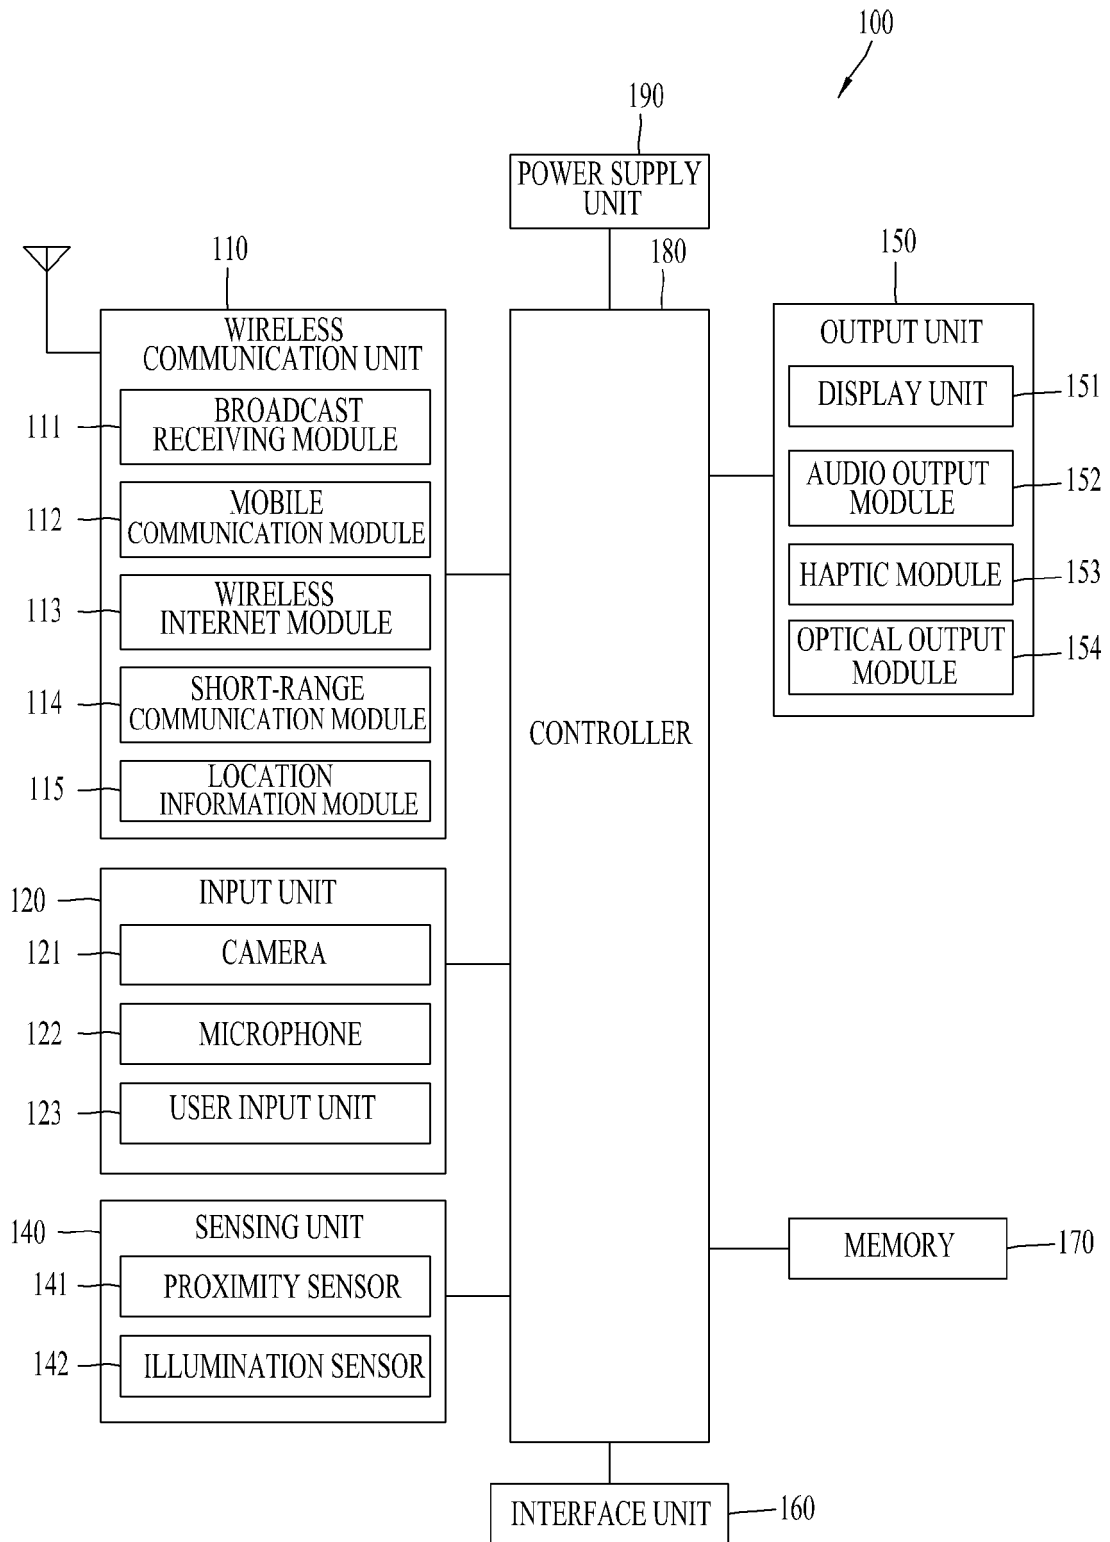 100
190
POWER SUPPLY
UNIT
110
180
150
WIRELESS
COMMUNICATION UNIT
111
BROADCAST
RECEIVING MODULE
112
MOBILE
COMMUNICATION MODULE
113
WIRELESS
INTERNET MODULE
114
SHORT-RANGE
COMMUNICATION MODULE
115
LOCATION
INFORMATION MODULE
120
INPUT UNIT
121
CAMERA
122
MICROPHONE
123
USER INPUT UNIT
140
SENSING UNIT
141
PROXIMITY SENSOR
142
ILLUMINATION SENSOR
CONTROLLER
OUTPUT UNIT
DISPLAY UNIT
151
AUDIO OUTPUT
MODULE
152
HAPTIC MODULE
153
OPTICAL OUTPUT
MODULE
154
MEMORY
170
INTERFACE UNIT
160